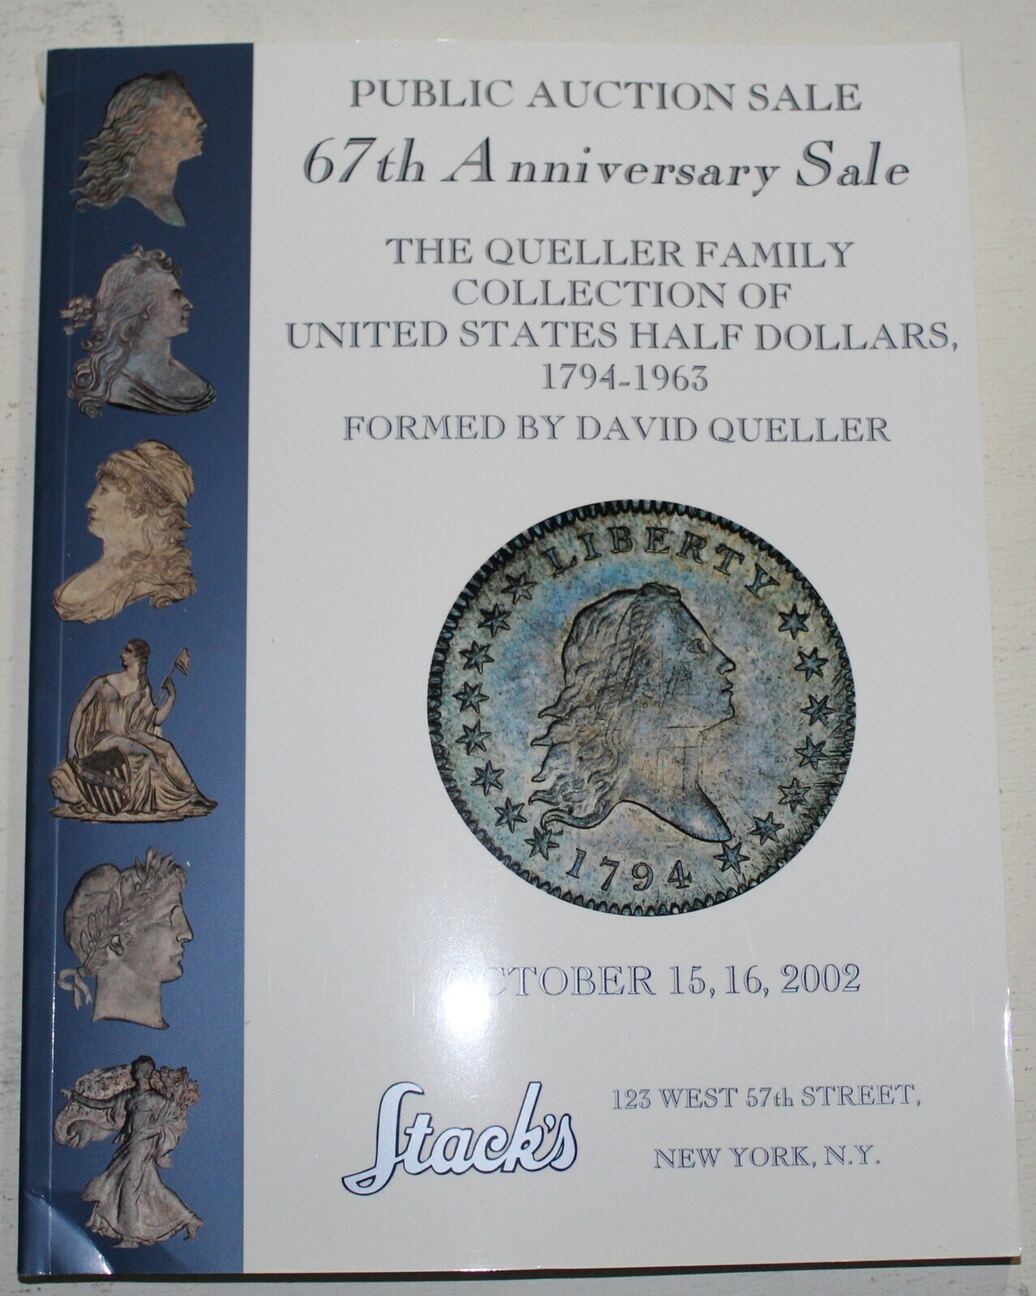 PUBLIC AUCTION SALE
67th Anniversary Sale
THE QUELLER FAMILY
COLLECTION OF
UNITED STATES HALF DOLLARS,
1794-1963
FORMED BY DAVID QUELLER
LIBERTY
1794
OCTOBER 15, 16, 2002
Stack's
123 WEST 57th STREET,
NEW YORK, N.Y.